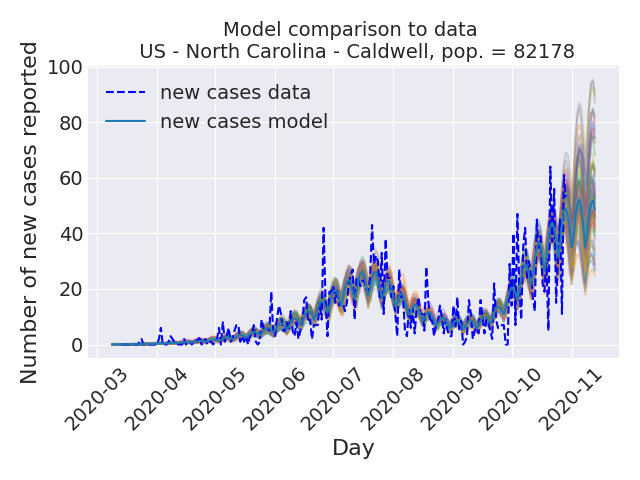 Model comparison to data
US - North Carolina - Caldwell, pop. = 82178
Number of new cases reported
100
80
60
40
20
0
new cases data
new cases model
2020-03
2020-04
2020-05
2020-06
2020-07
2020-08
2020-09
2020-10
2020-11
Day